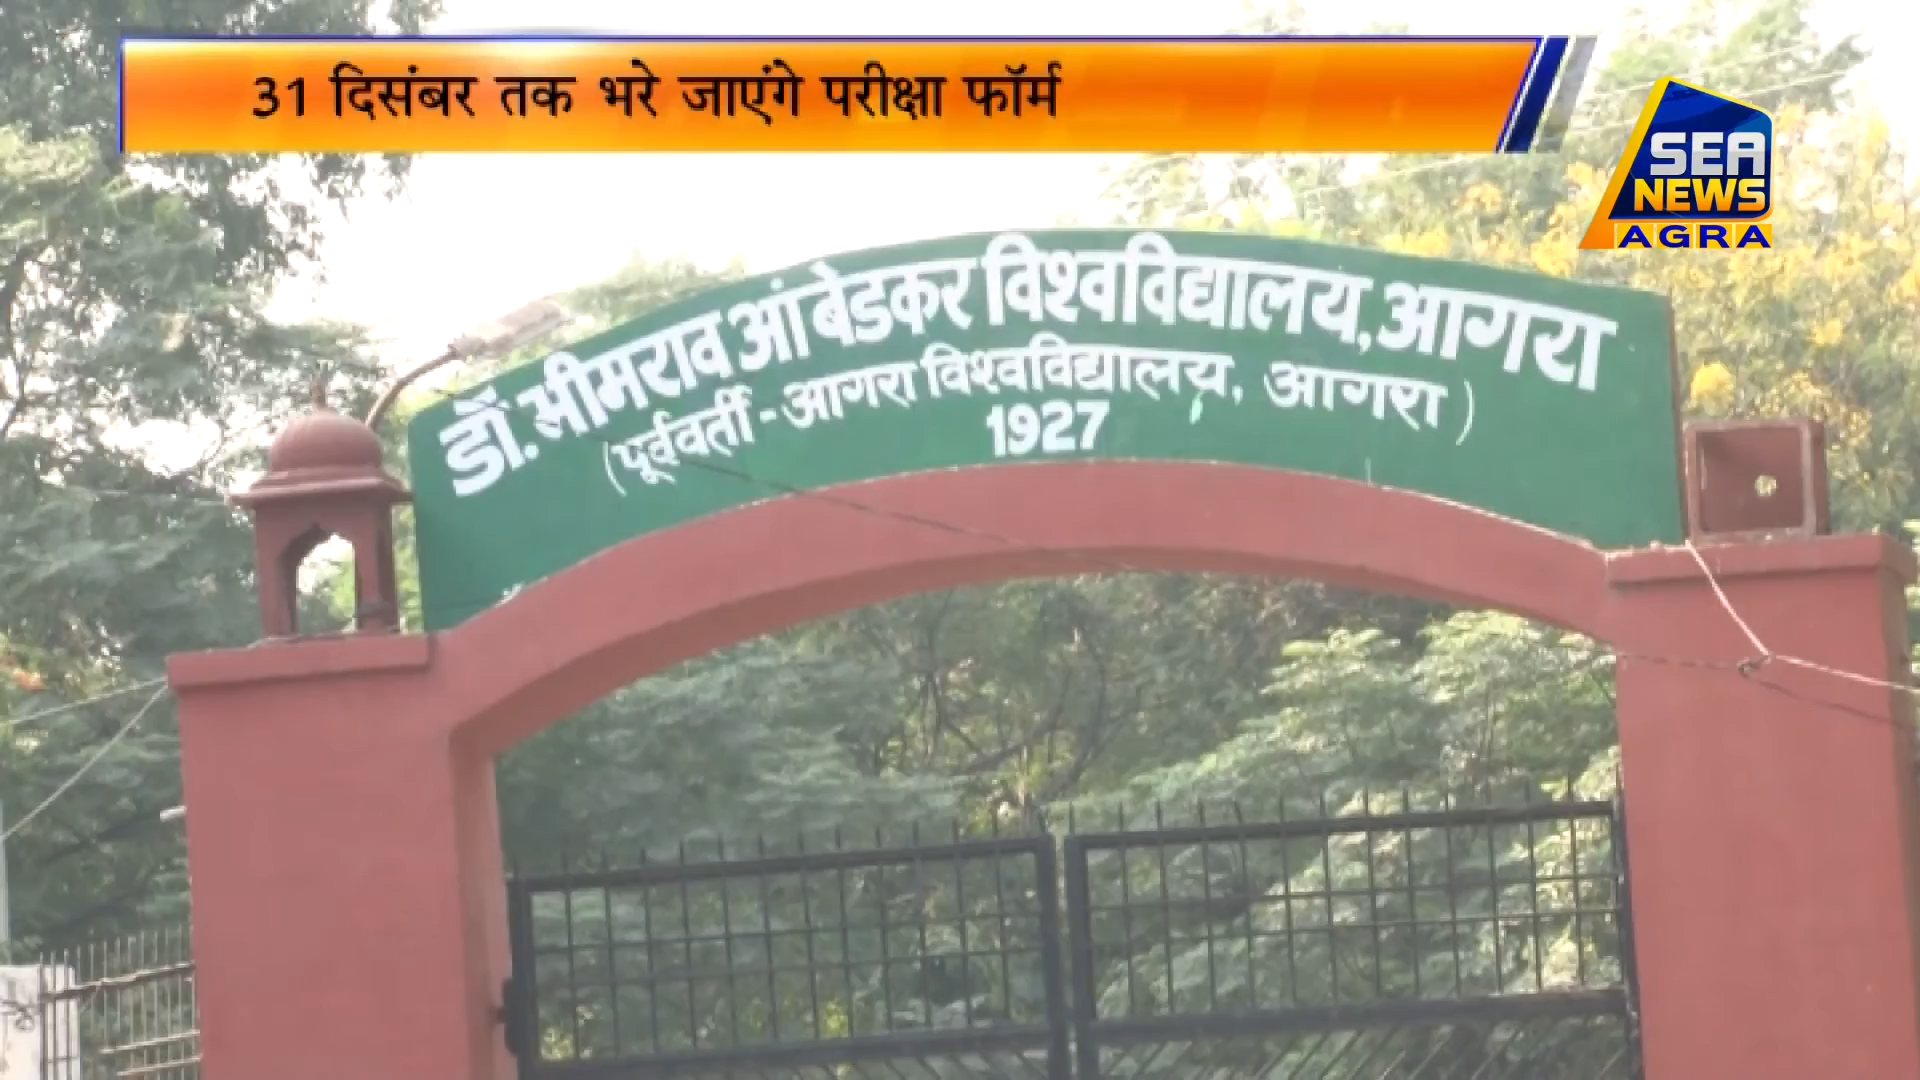 31 दिसंबर तक भरे जाएंगे परीक्षा फॉर्म
SEA
NEWS
AGRA
डॉ. भीमराव आंबेडकर विश्वविद्यालय, आगरा
(पूर्ववर्ती - आगरा विश्वविद्यालय, आगरा)
1927